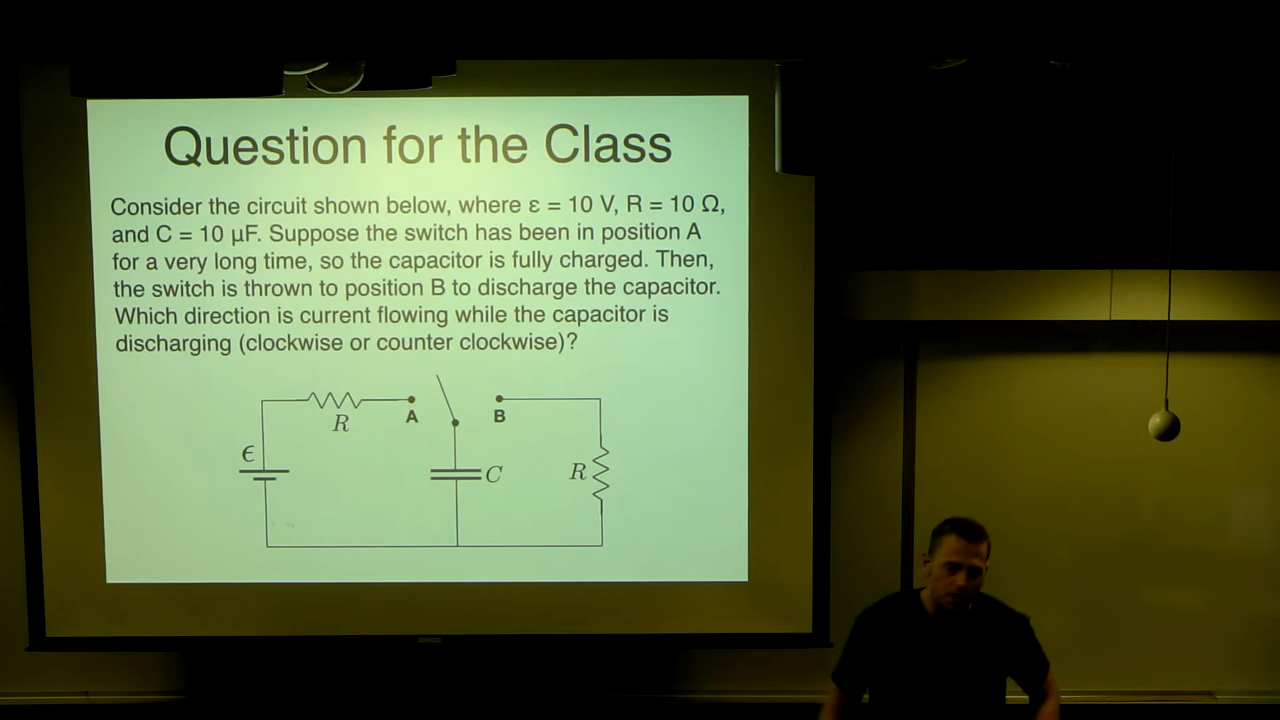 Question for the Class
Consider the circuit shown below, where ε = 10 V, R = 10 Ω,
and C = 10 µF. Suppose the switch has been in position A
for a very long time, so the capacitor is fully charged. Then,
the switch is thrown to position B to discharge the capacitor.
Which direction is current flowing while the capacitor is
discharging (clockwise or counter clockwise)?
R
A
B
ϵ
C
R